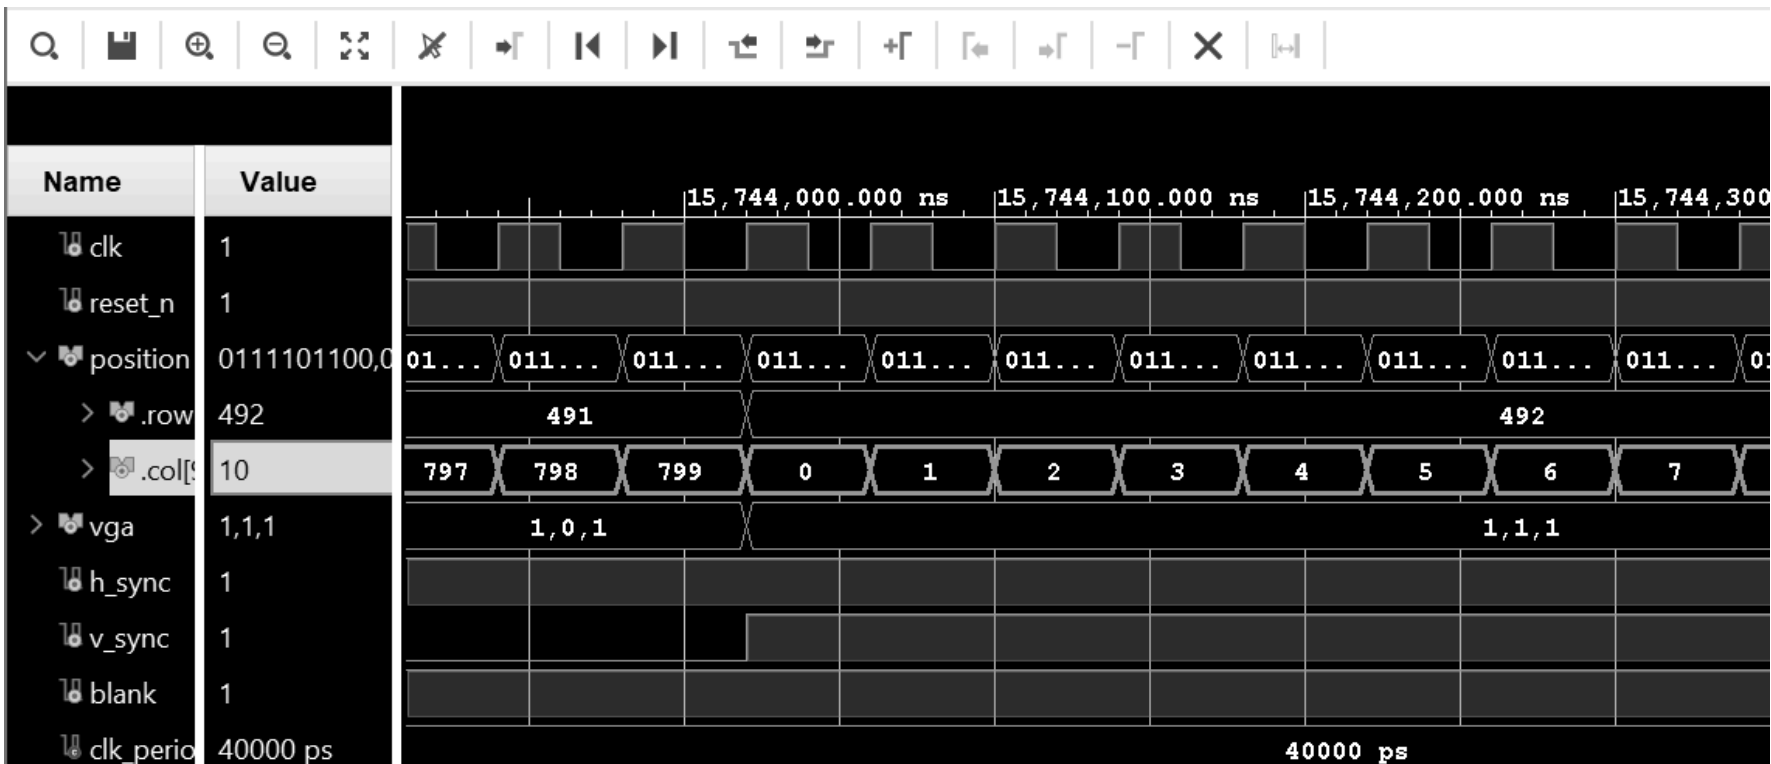 Name Value
15,744,000.000 ns 15,744,100.000 ns 15,744,200.000 ns 15,744,300
clk 1
reset_n 1
position 0111101100,0 01... 011... 011... 011... 011... 011... 011... 011... 011... 011... 011... 01
.row 492 491 492
.col[9 10 797 798 799 0 1 2 3 4 5 6 7
vga 1,1,1 1,0,1 1,1,1
h_sync 1
v_sync 1
blank 1
clk_perio 40000 ps 40000 ps